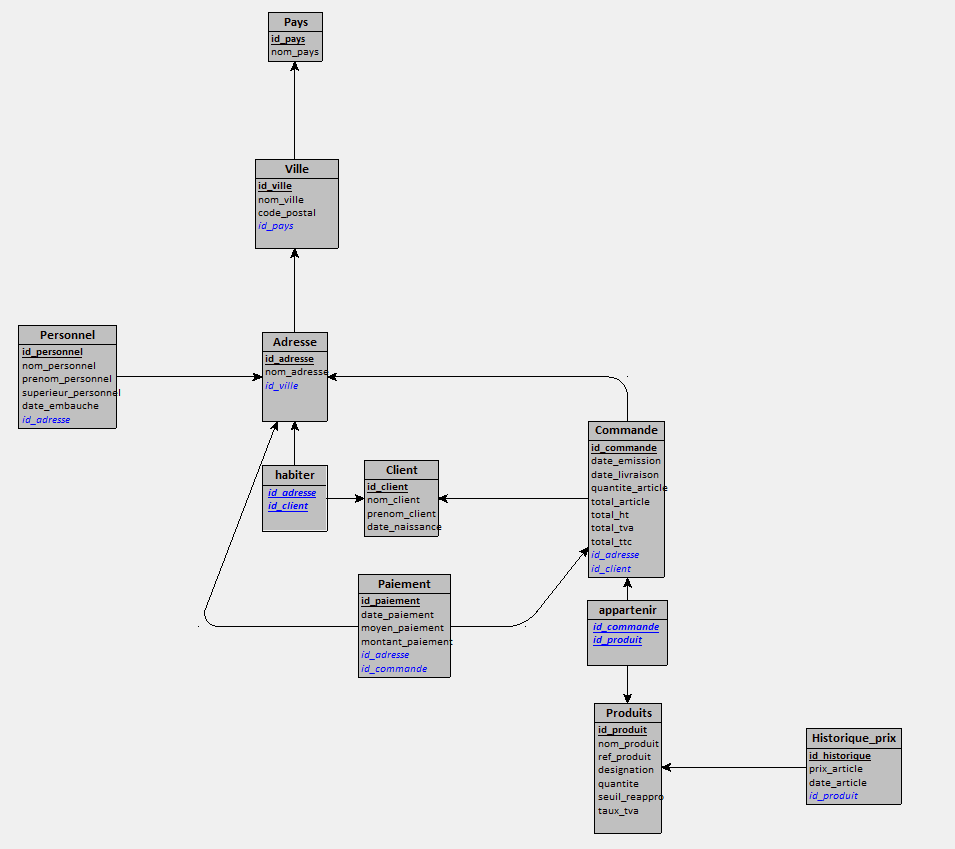 Pays
id_pays
nom_pays
Ville
id_ville
nom_ville
code_postal
id_pays
Personnel
id_personnel
nom_personnel
prenom_personnel
superieur_personnel
date_embauche
id_adresse
Adresse
id_adresse
nom_adresse
id_ville
habiter
id_adresse
id_client
Client
id_client
nom_client
prenom_client
date_naissance
Commande
id_commande
date_emission
date_livraison
quantite_article
total_article
total_ht
total_tva
total_ttc
id_adresse
id_client
Paiement
id_paiement
date_paiement
moyen_paiement
montant_paiement
id_adresse
id_commande
appartenir
id_commande
id_produit
Produits
id_produit
nom_produit
ref_produit
designation
quantite
seuil_reappro
taux_tva
Historique_prix
id_historique
prix_article
date_article
id_produit